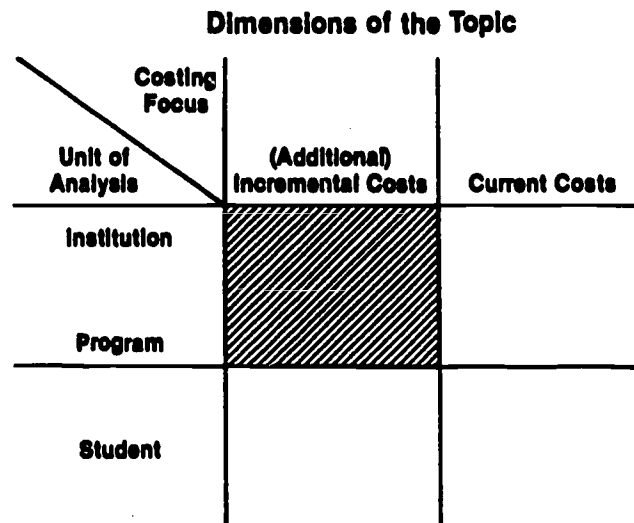 Dimensions of the Topic
Costing
Focus
Unit of
Analysis
(Additional)
Incremental Costs
Current Costs
Institution
Program
Student